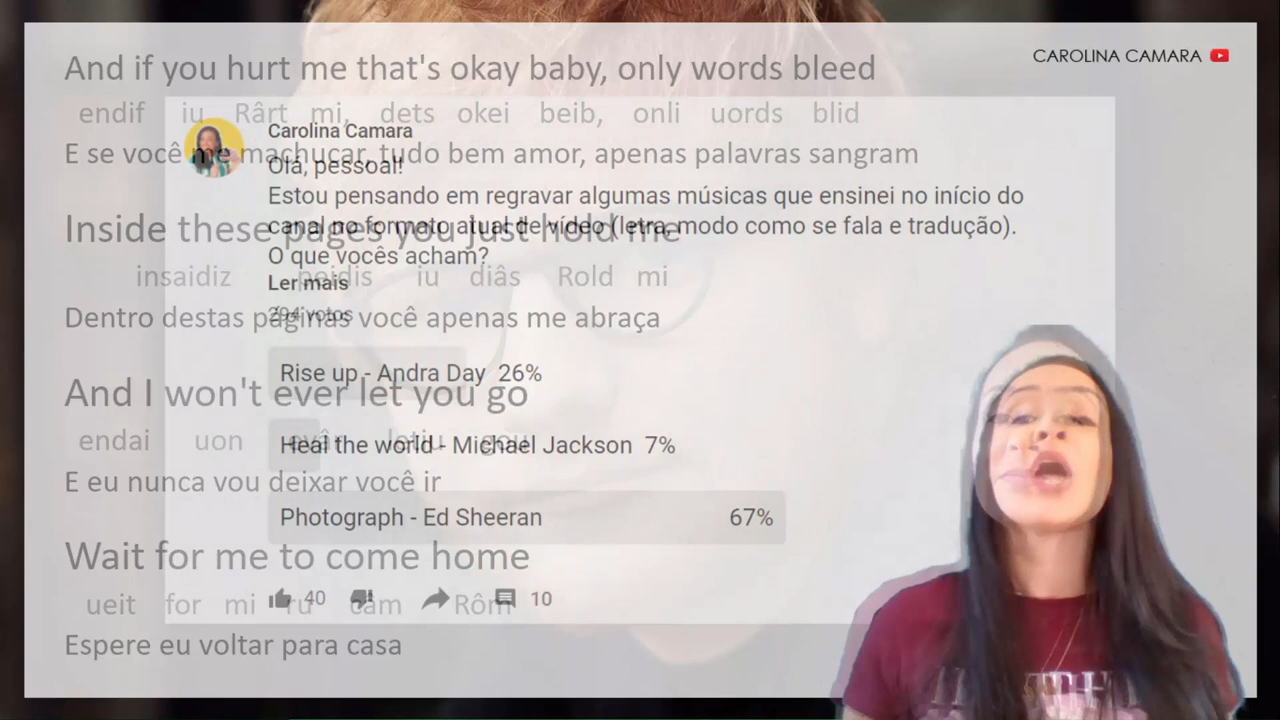 CAROLINA CAMARA
And if you hurt me that's okay baby, only words bleed
endif iu Rârt mi, dets okei beib, onli uords blid
E se você me machucar, tudo bem amor, apenas palavras sangram
Inside these pages you just hold me
insaidiz peidis iu diâs Rold mi
Dentro destas páginas você apenas me abraça
And I won't ever let you go
endai uon
E eu nunca vou deixar você ir
Wait for me to come home
ueit for mi ru câm Rôm
Espere eu voltar para casa
Carolina Camara
Olá, pessoal!
Estou pensando em regravar algumas músicas que ensinei no início do
canal no formato atual de vídeo (letra, modo como se fala e tradução).
O que vocês acham?
Ler mais
294 votos
Rise up - Andra Day 26%
Heal the world - Michael Jackson 7%
Photograph - Ed Sheeran 67%
40 10